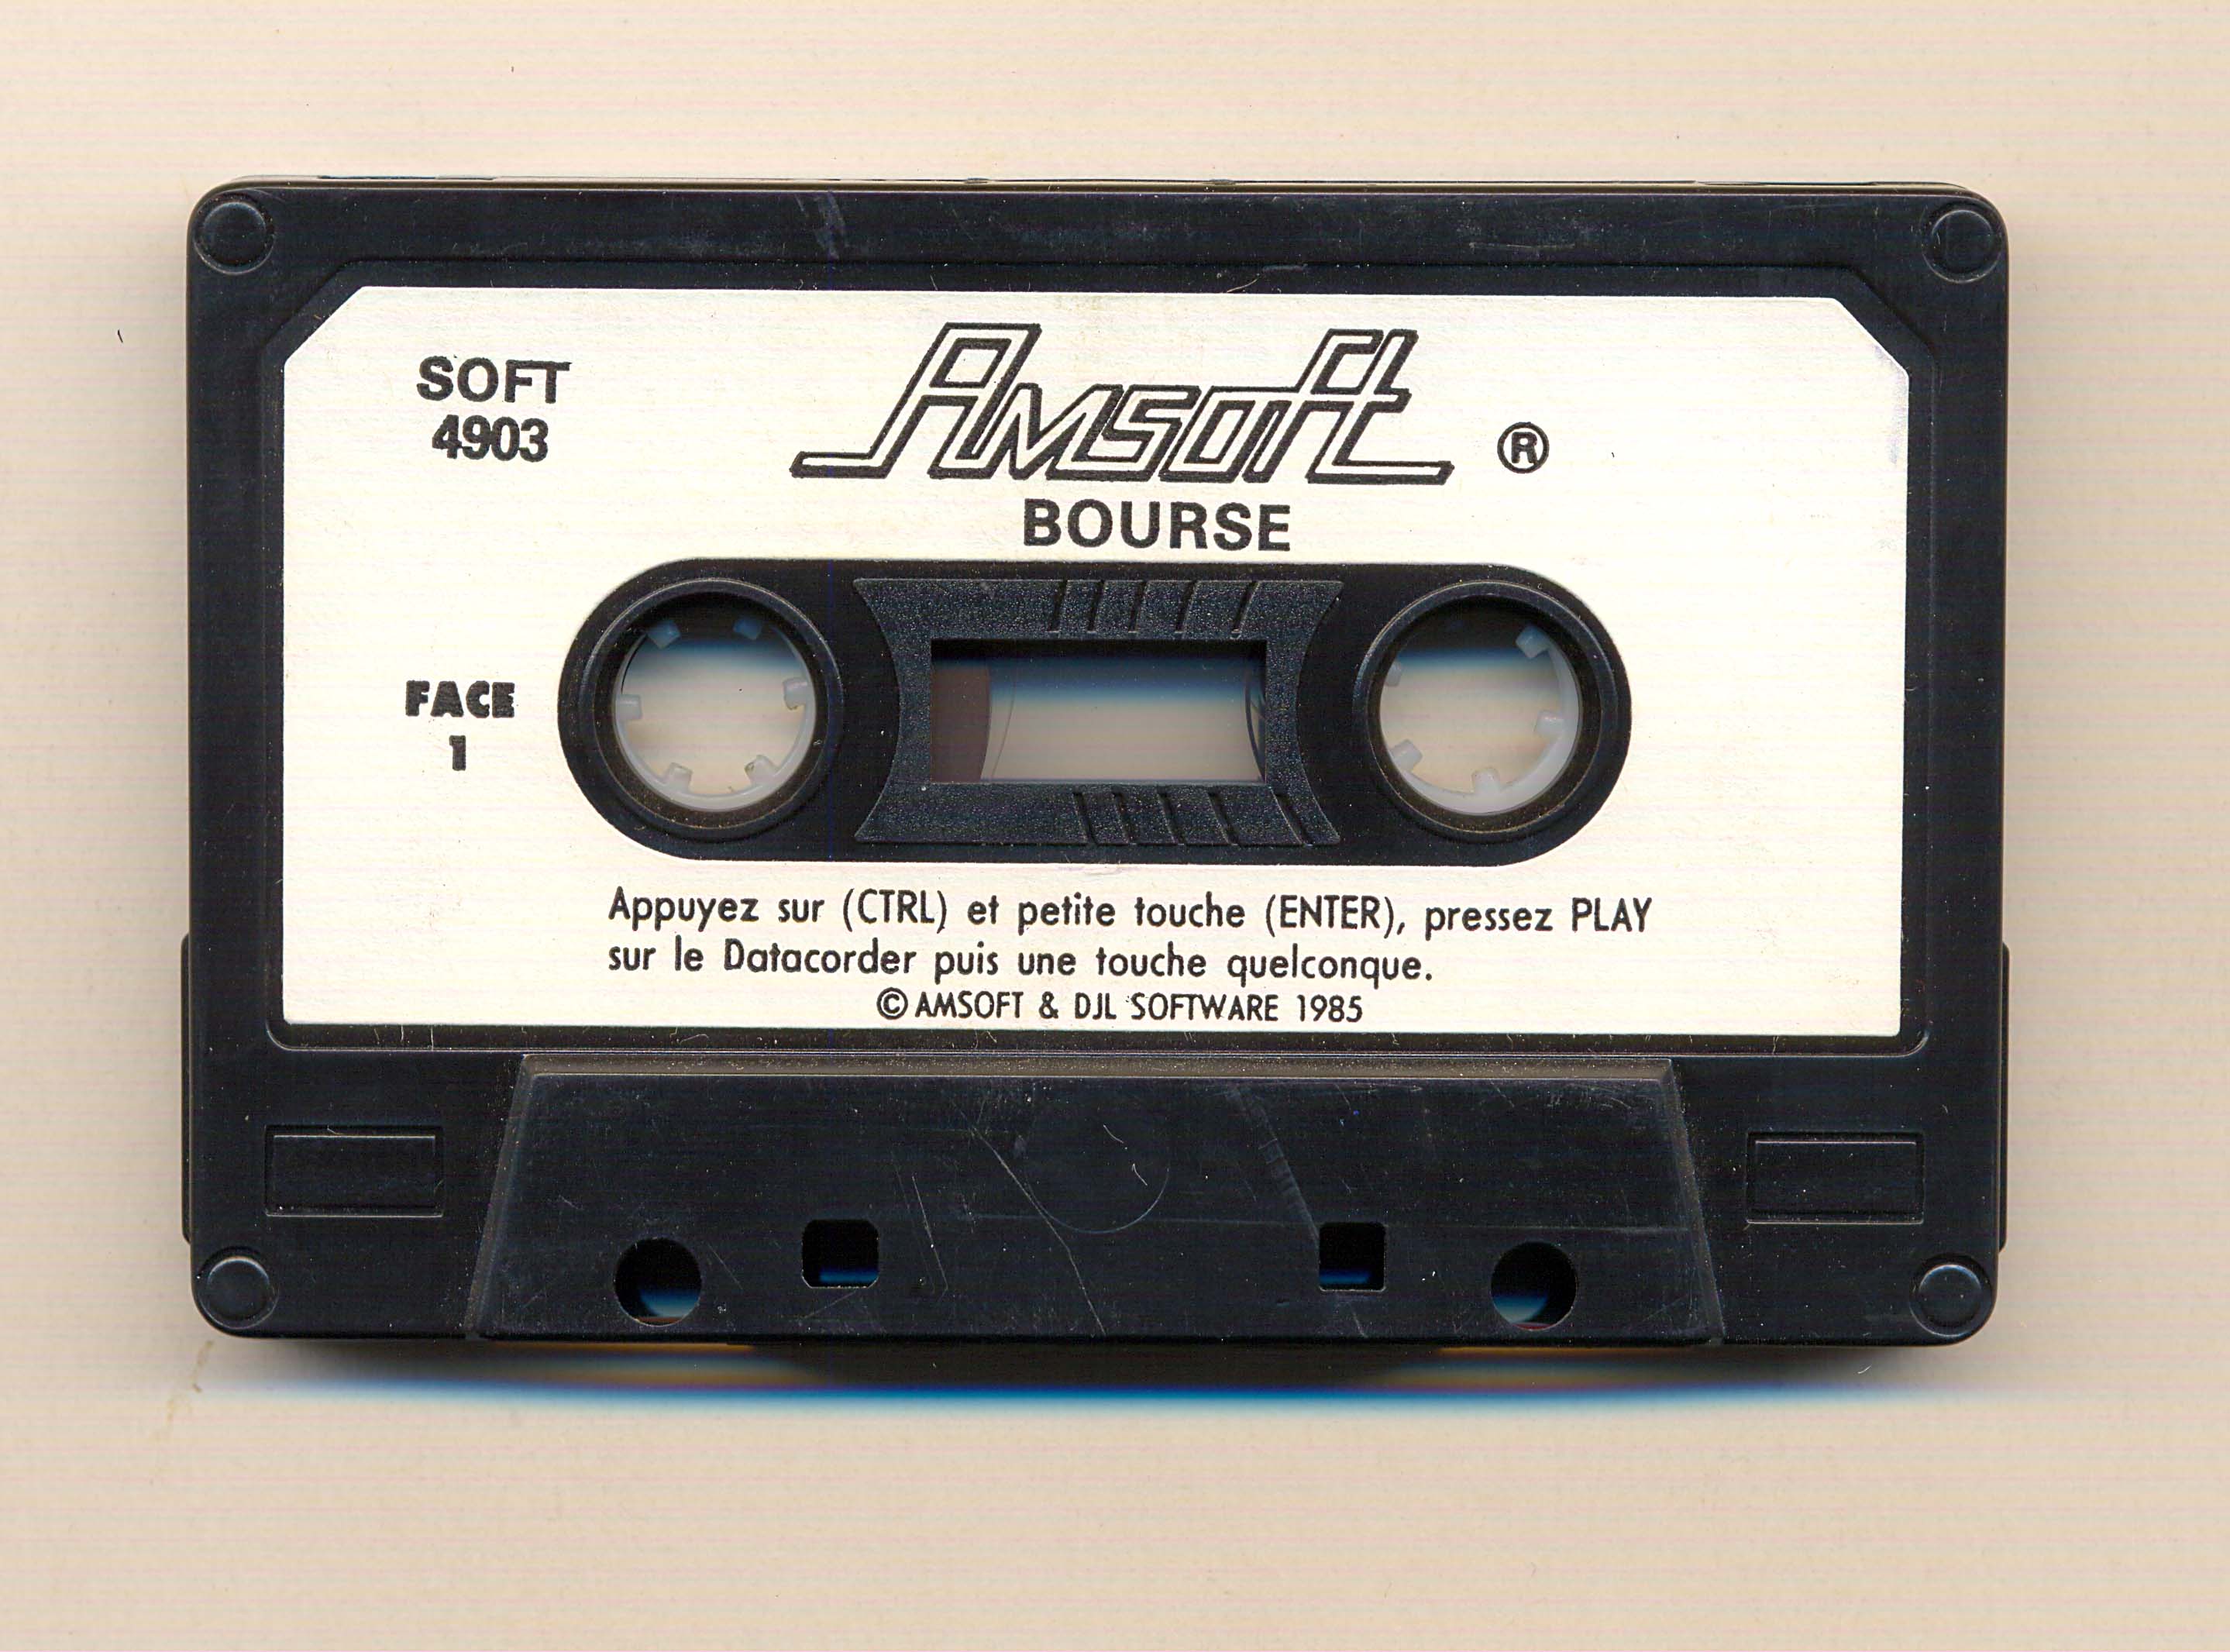 SOFT
4903
Amsoft ®
BOURSE
FACE
1
Appuyez sur (CTRL) et petite touche (ENTER), pressez PLAY
sur le Datacorder puis une touche quelconque.
© AMSOFT & DJL SOFTWARE 1985